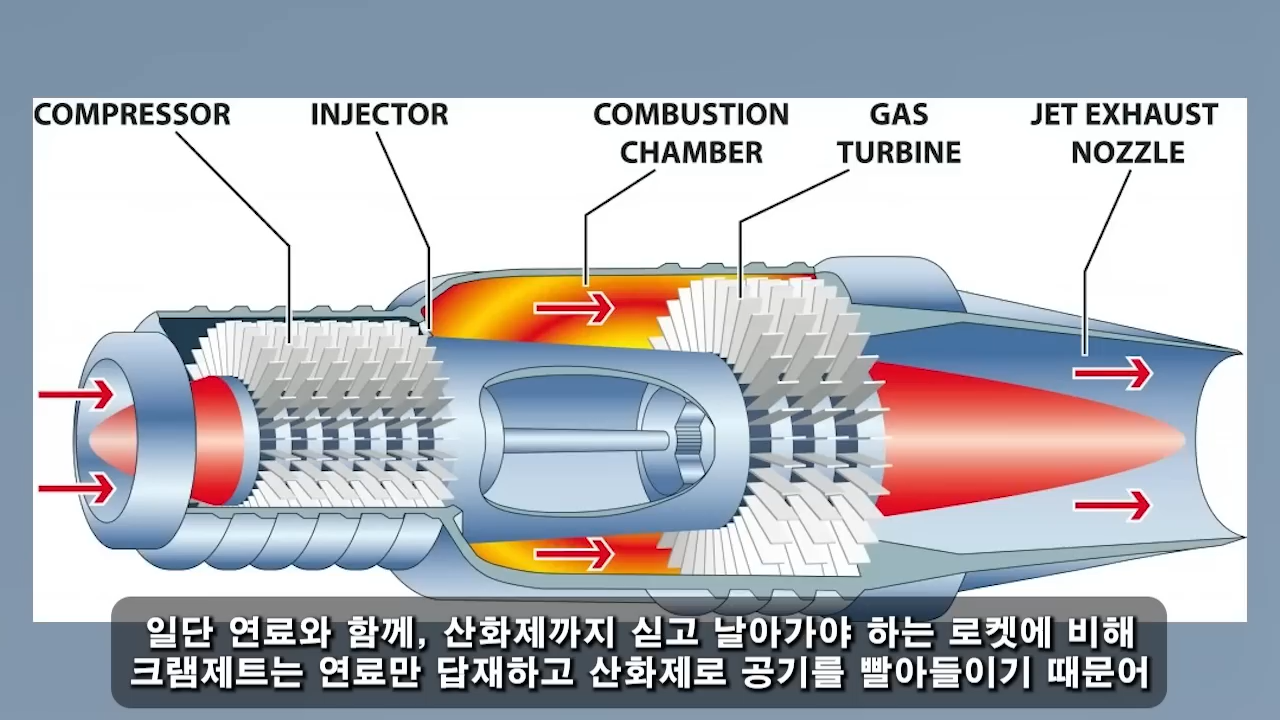 COMPRESSOR
INJECTOR
COMBUSTION
CHAMBER
GAS
TURBINE
JET EXHAUST
NOZZLE
일단 연료와 함께, 산화제까지 싣고 날아가야 하는 로켓에 비해
크램제트는 연료만 답재하고 산화제로 공기를 빨아들이기 때문어